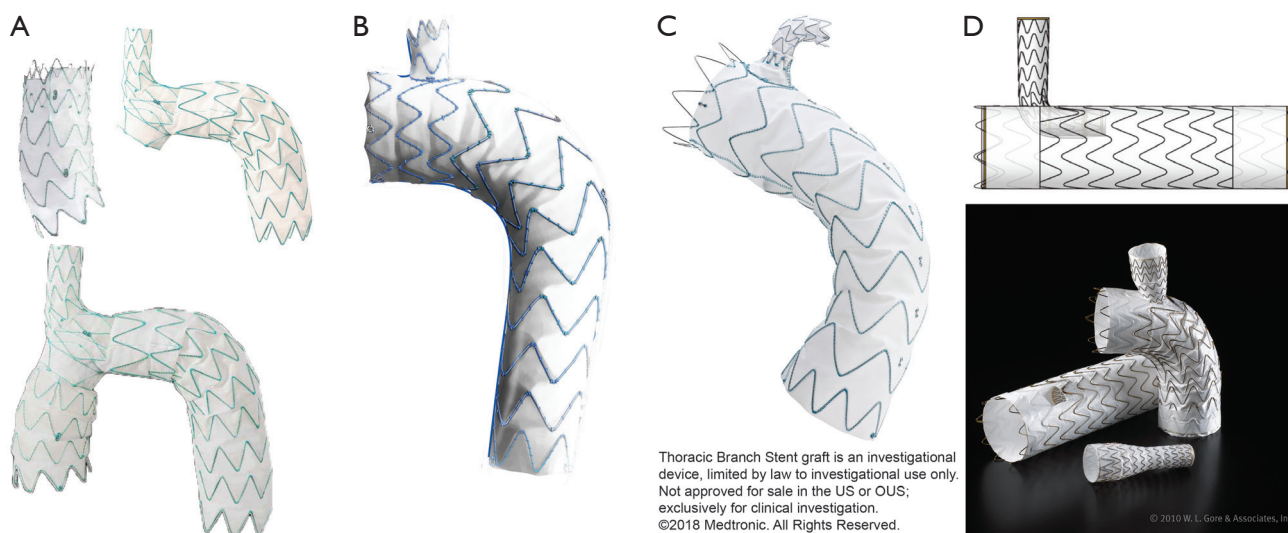 A
B
C
D
Thoracic Branch Stent graft is an investigational
device, limited by law to investigational use only.
Not approved for sale in the US or OUS;
exclusively for clinical investigation.
©2018 Medtronic. All Rights Reserved.
© 2010 W. L. Gore & Associates, In